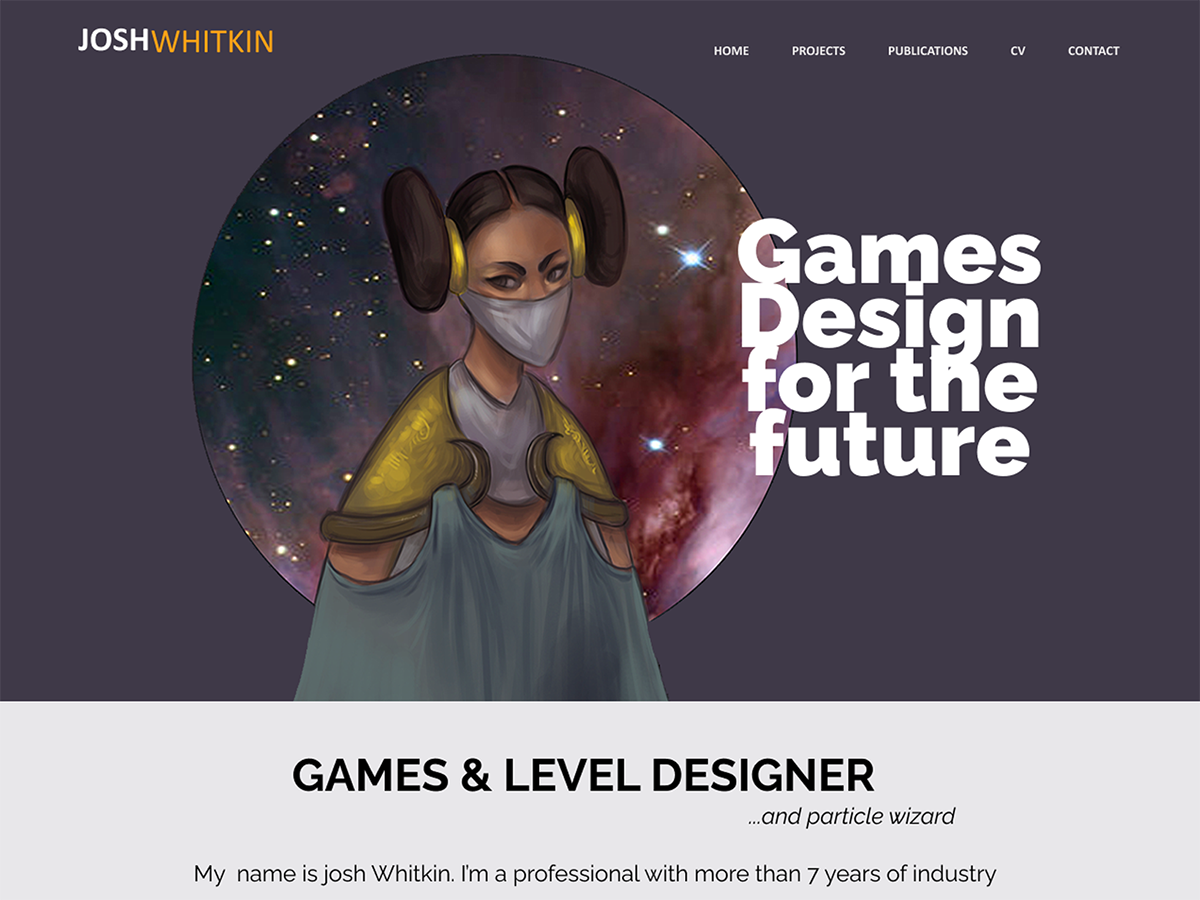 JOSHWHITKIN
HOME PROJECTS PUBLICATIONS CV CONTACT
Games
Design
for the
future
GAMES & LEVEL DESIGNER
...and particle wizard
My name is josh Whitkin. I'm a professional with more than 7 years of industry